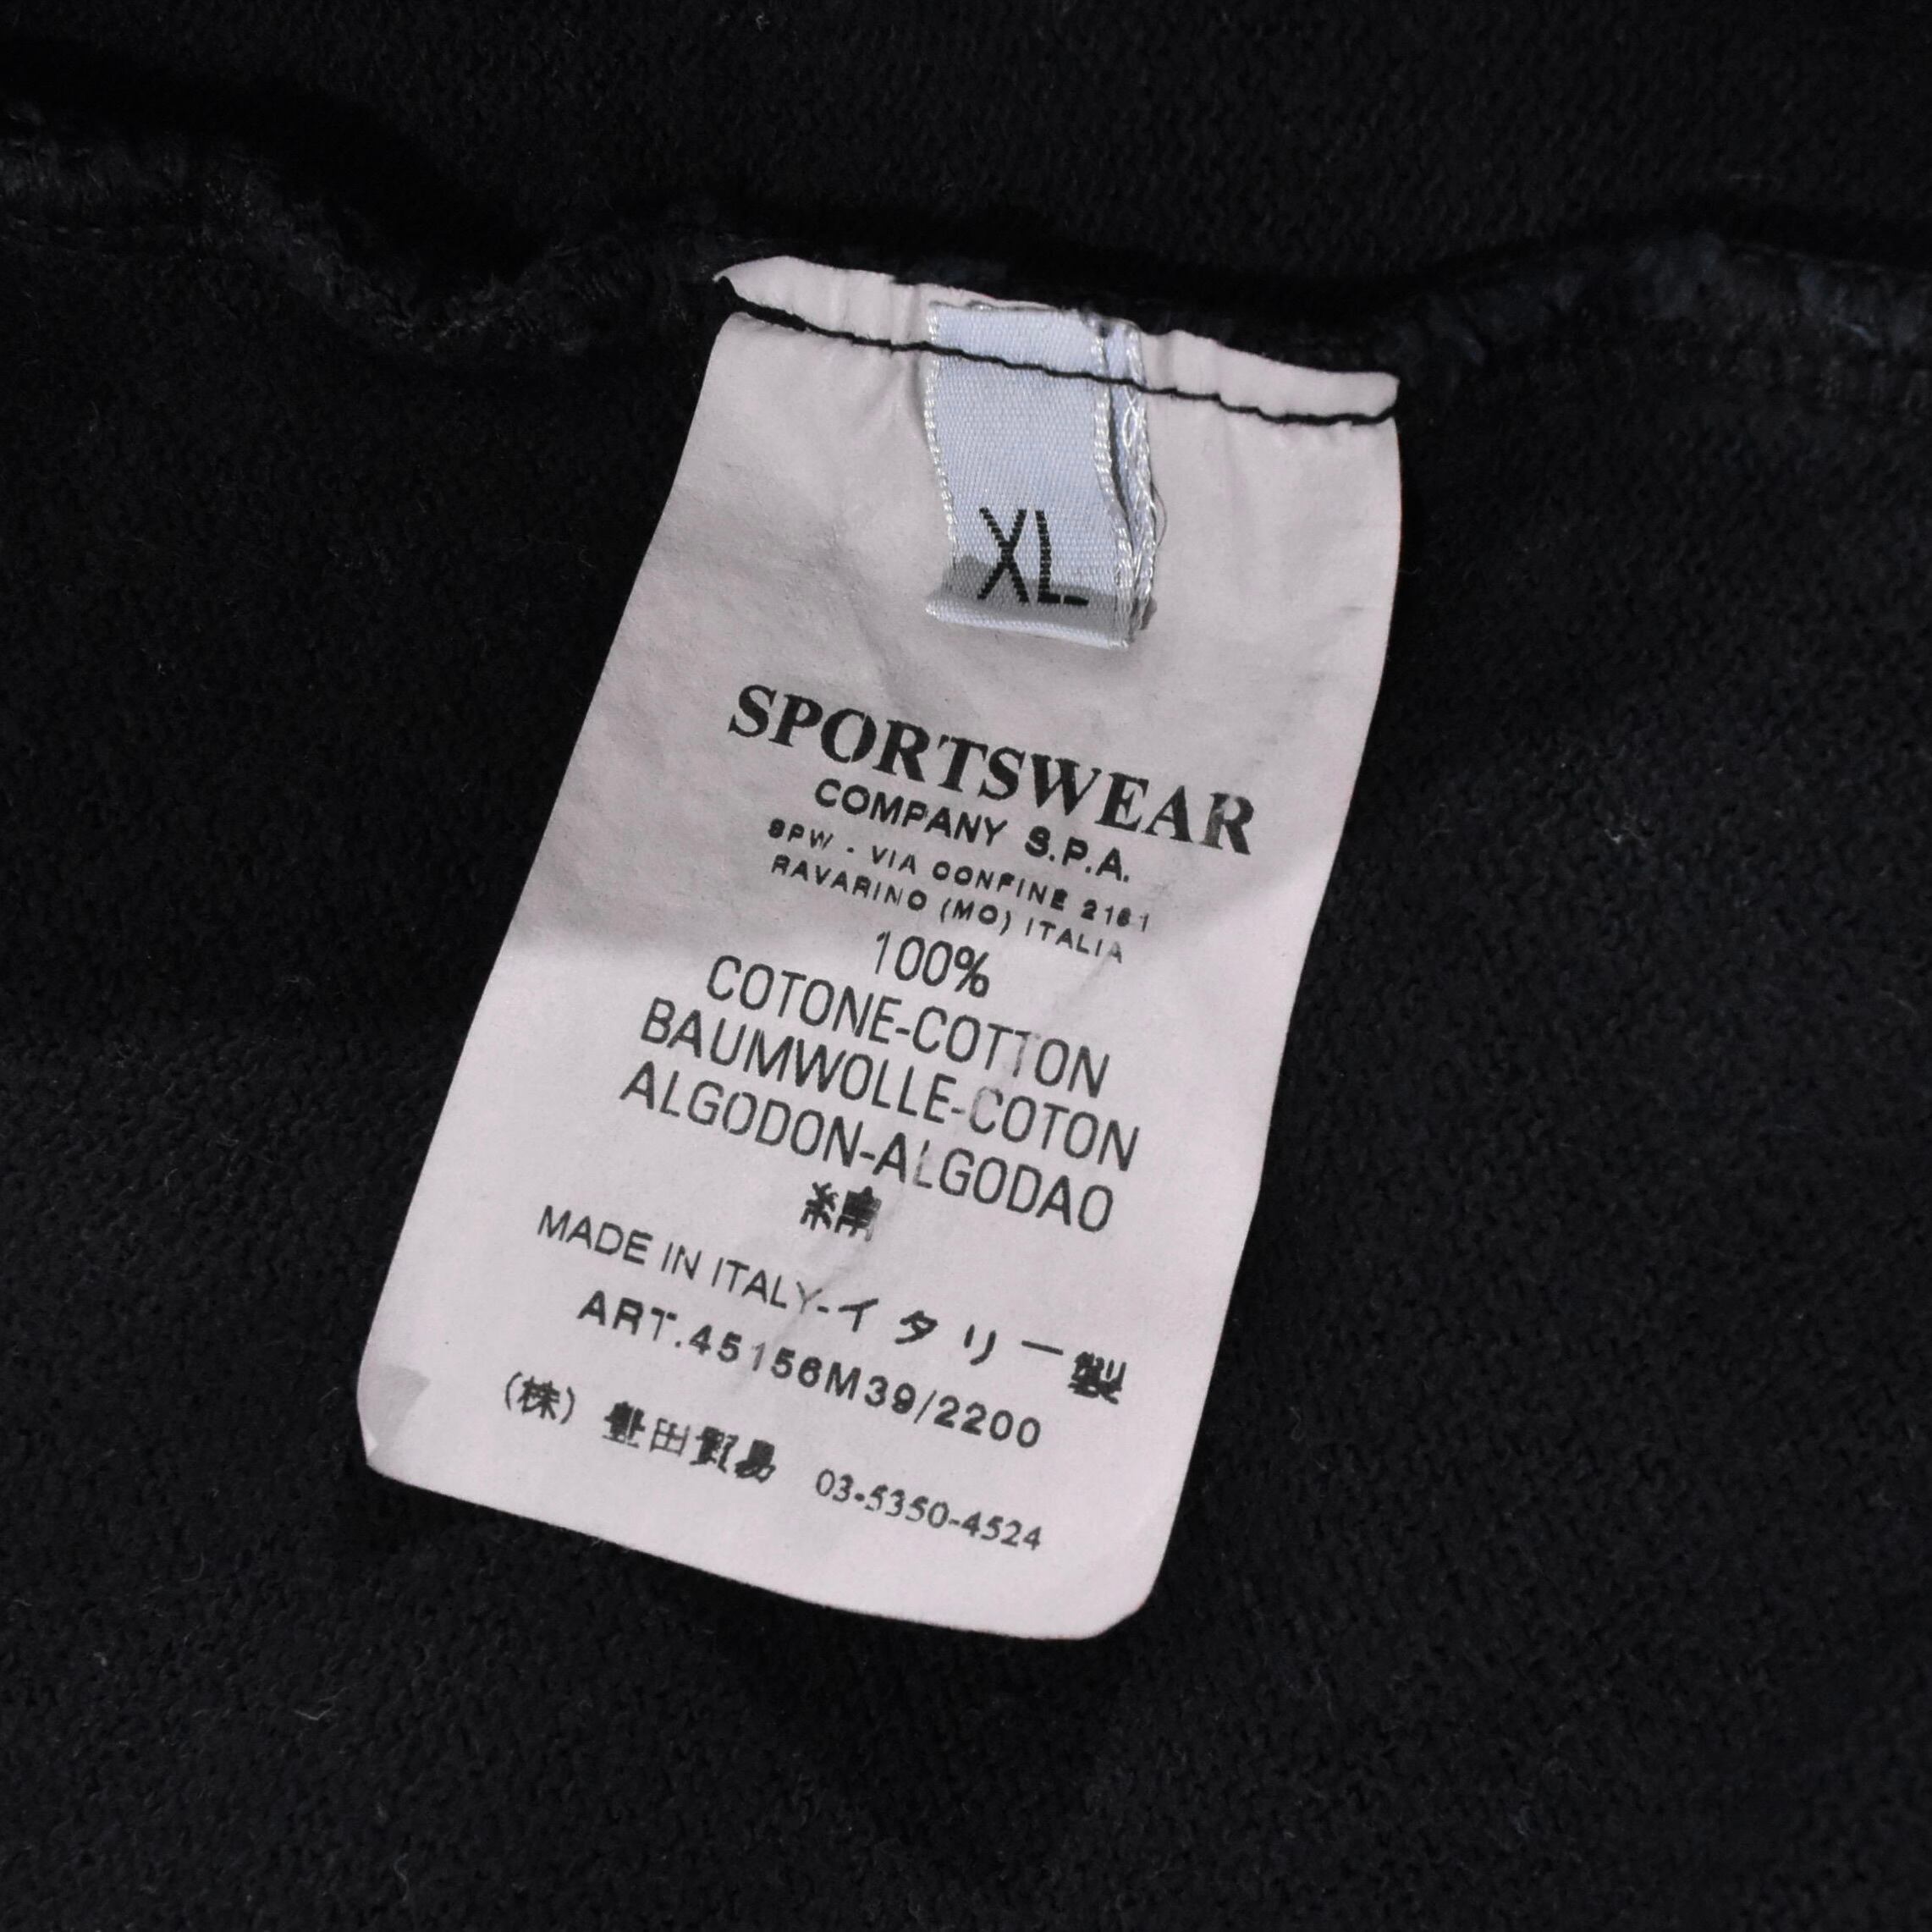 XL
SPORTSWEAR
COMPANY S.P.A.
SPW - VIA CONFINE 2161
RAVARINO (MO) ITALIA
100%
COTONE-COTTON
BAUMWOLLE-COTON
ALGODON-ALGODAO
綿
MADE IN ITALY-イタリー製
ART.45156M39/2200
(株) 豊田貿易 03-5350-4524